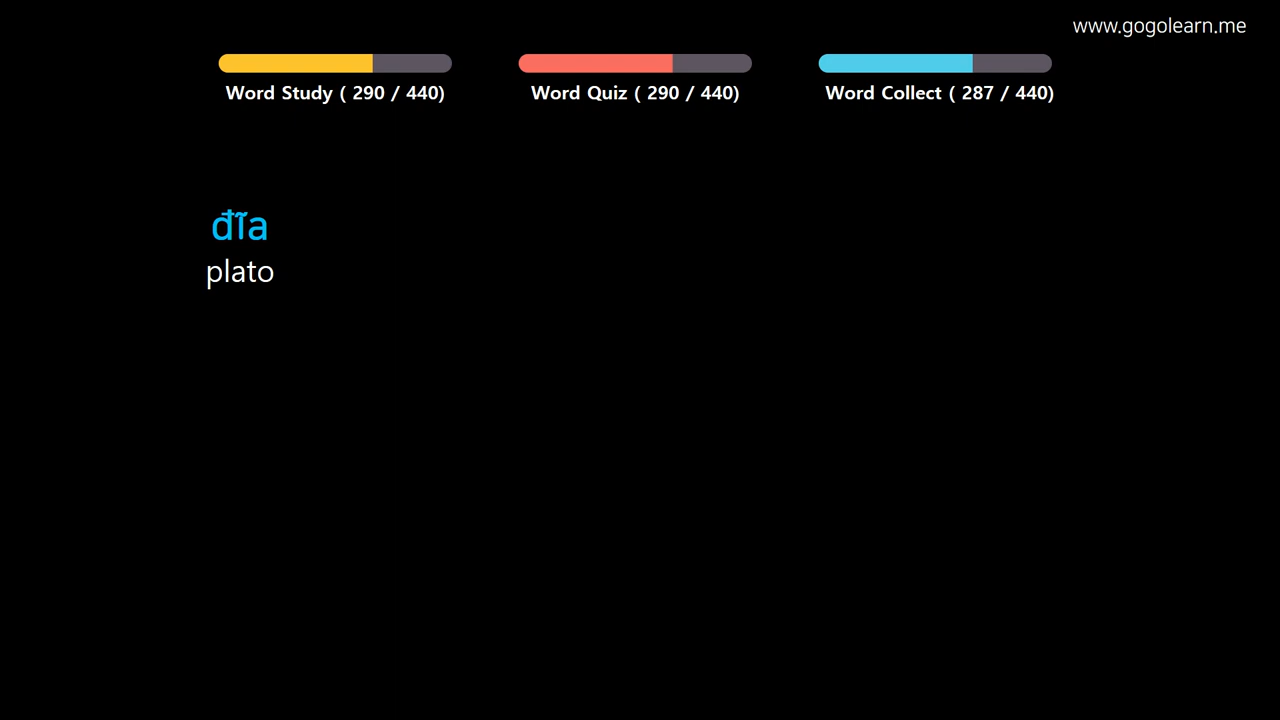 www.gogolearn.me
Word Study ( 290 / 440)
Word Quiz ( 290 / 440)
Word Collect ( 287 / 440)
đĩa
plato